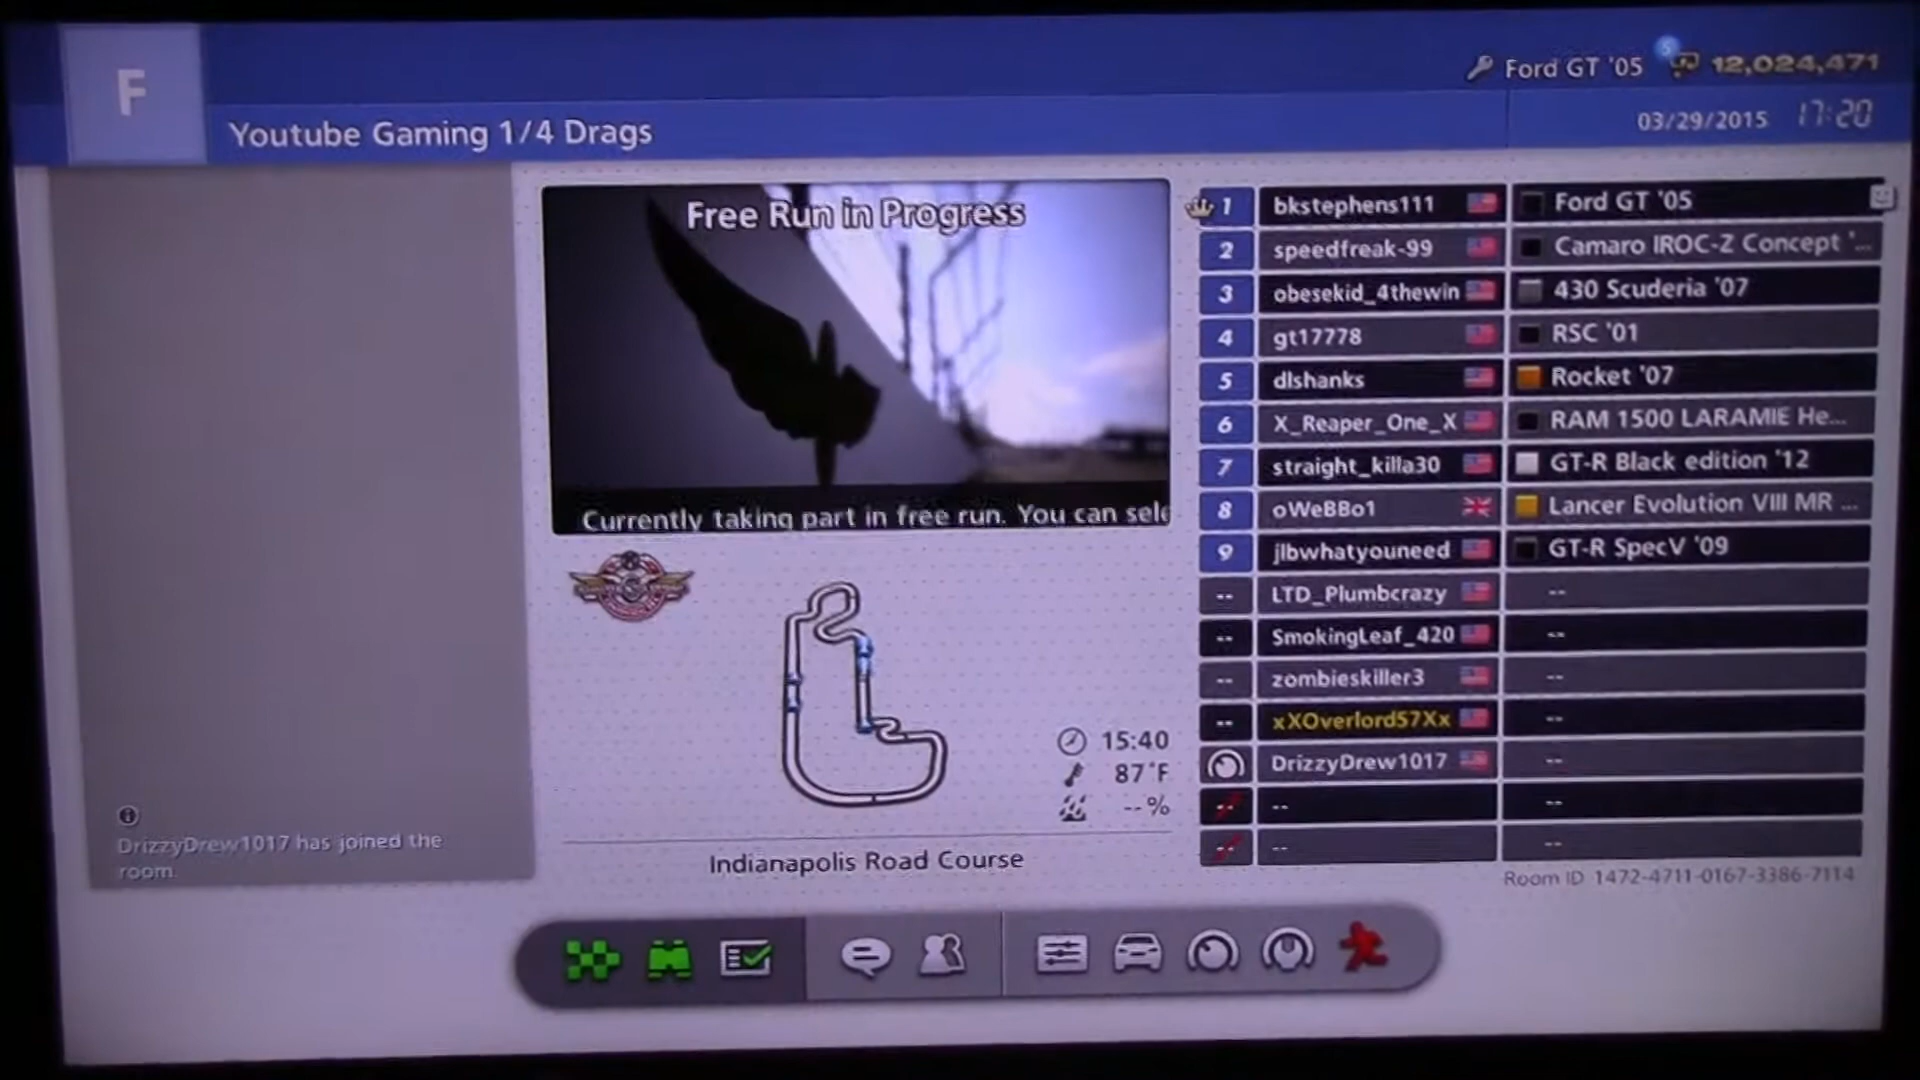 F
Ford GT '05
5
12,024,471
Youtube Gaming 1/4 Drags
03/29/2015 17:20
Free Run in Progress
Currently taking part in free run. You can sele
15:40
87°F
--%
Indianapolis Road Course
DrizzyDrew1017 has joined the
room.
1 bkstephens111 Ford GT '05
2 speedfreak-99 Camaro IROC-Z Concept '...
3 obesekid_4thewin 430 Scuderia '07
4 gt17778 RSC '01
5 dlshanks Rocket '07
6 X_Reaper_One_X RAM 1500 LARAMIE He...
7 straight_killa30 GT-R Black edition '12
8 oWeBBo1 Lancer Evolution VIII MR ...
9 jlbwhatyouneed GT-R SpecV '09
-- LTD_Plumbcrazy --
-- SmokingLeaf_420 --
-- zombieskiller3 --
-- xXOverlord57Xx --
DrizzyDrew1017 --
-- -- --
-- -- --
Room ID 1472-4711-0167-3386-7114